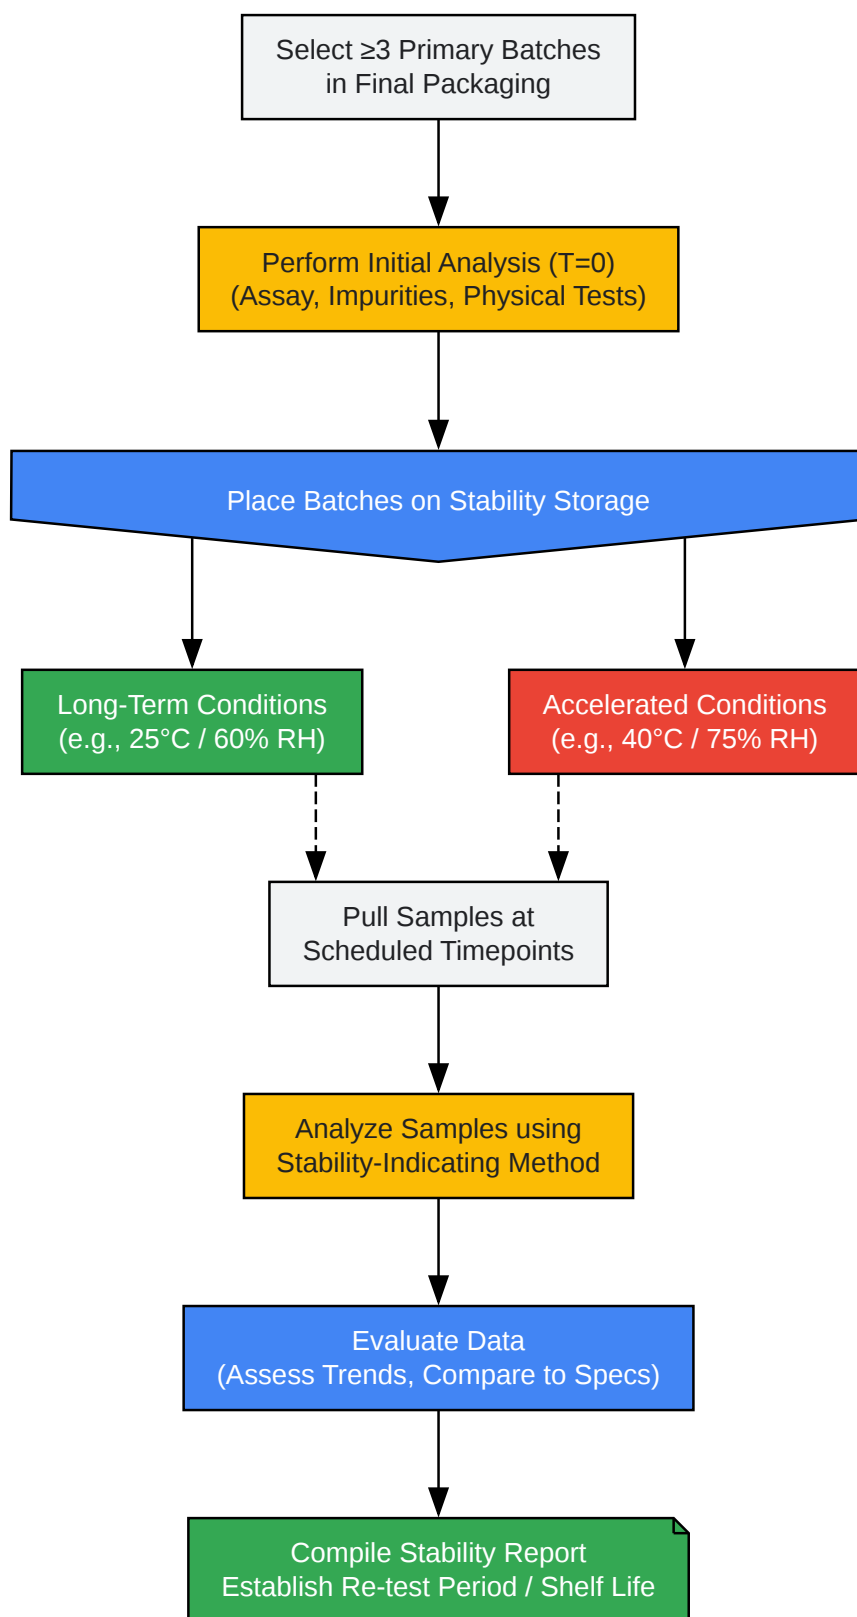 Select ≥3 Primary Batches
in Final Packaging
Perform Initial Analysis (T=0)
(Assay, Impurities, Physical Tests)
Place Batches on Stability Storage
Long-Term Conditions
(e.g., 25°C / 60% RH)
Accelerated Conditions
(e.g., 40°C / 75% RH)
Pull Samples at
Scheduled Timepoints
Analyze Samples using
Stability-Indicating Method
Evaluate Data
(Assess Trends, Compare to Specs)
Compile Stability Report
Establish Re-test Period / Shelf Life